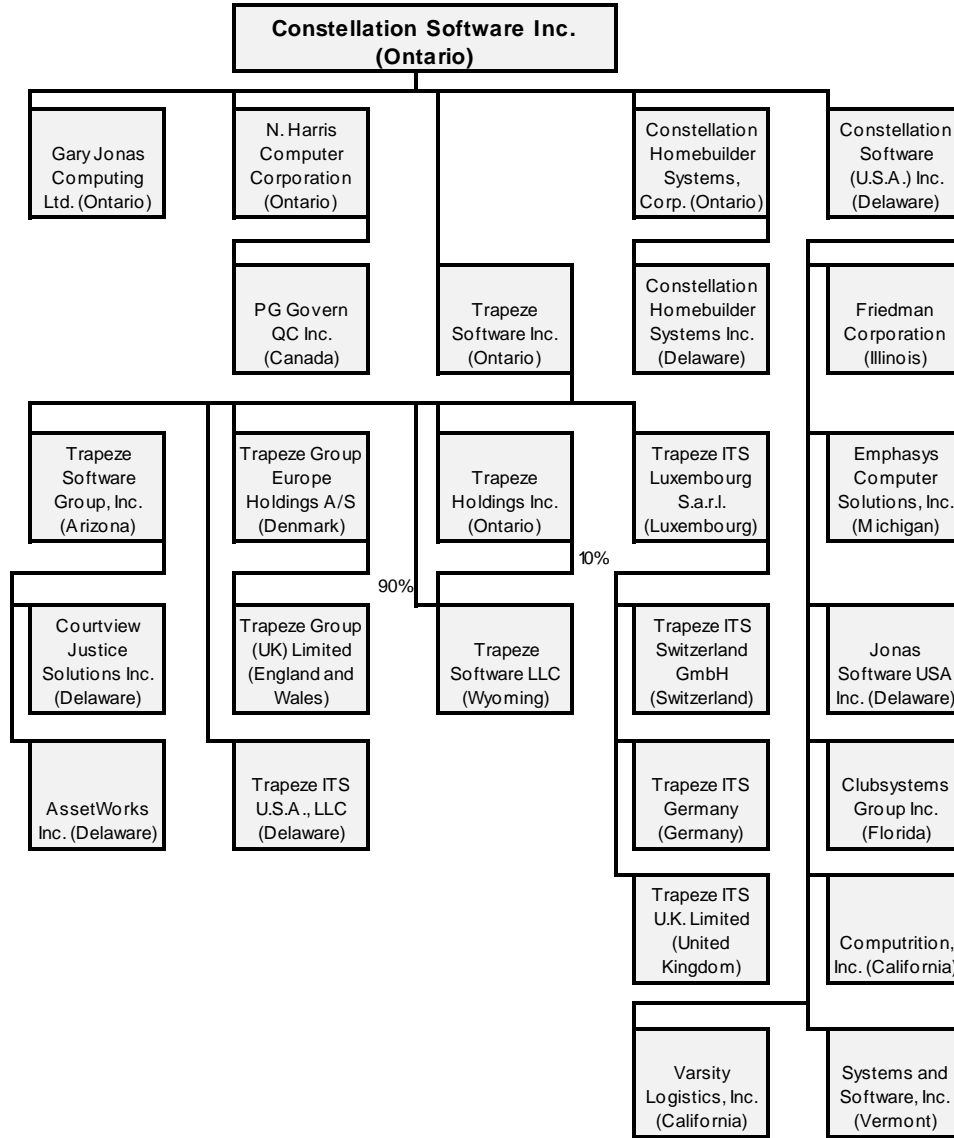 Constellation Software Inc.
(Ontario)
Gary Jonas
Computing
Ltd. (Ontario)
N. Harris
Computer
Corporation
(Ontario)
Constellation
Homebuilder
Systems,
Corp. (Ontario)
Constellation
Software
(U.S.A.) Inc.
(Delaware)
PG Govern
QC Inc.
(Canada)
Trapeze
Software Inc.
(Ontario)
Constellation
Homebuilder
Systems Inc.
(Delaware)
Friedman
Corporation
(Illinois)
Trapeze
Software
Group, Inc.
(Arizona)
Trapeze Group
Europe
Holdings A/S
(Denmark)
Trapeze
Holdings Inc.
(Ontario)
Trapeze ITS
Luxembourg
S.a.r.l.
(Luxembourg)
Emphasys
Computer
Solutions, Inc.
(Michigan)
90%
10%
Courtview
Justice
Solutions Inc.
(Delaware)
Trapeze Group
(UK) Limited
(England and
Wales)
Trapeze
Software LLC
(Wyoming)
Trapeze ITS
Switzerland
GmbH
(Switzerland)
Jonas
Software USA
Inc. (Delaware)
AssetWorks
Inc. (Delaware)
Trapeze ITS
U.S.A., LLC
(Delaware)
Trapeze ITS
Germany
(Germany)
Clubsystems
Group Inc.
(Florida)
Trapeze ITS
U.K. Limited
(United
Kingdom)
Computrition,
Inc. (California)
Varsity
Logistics, Inc.
(California)
Systems and
Software, Inc.
(Vermont)